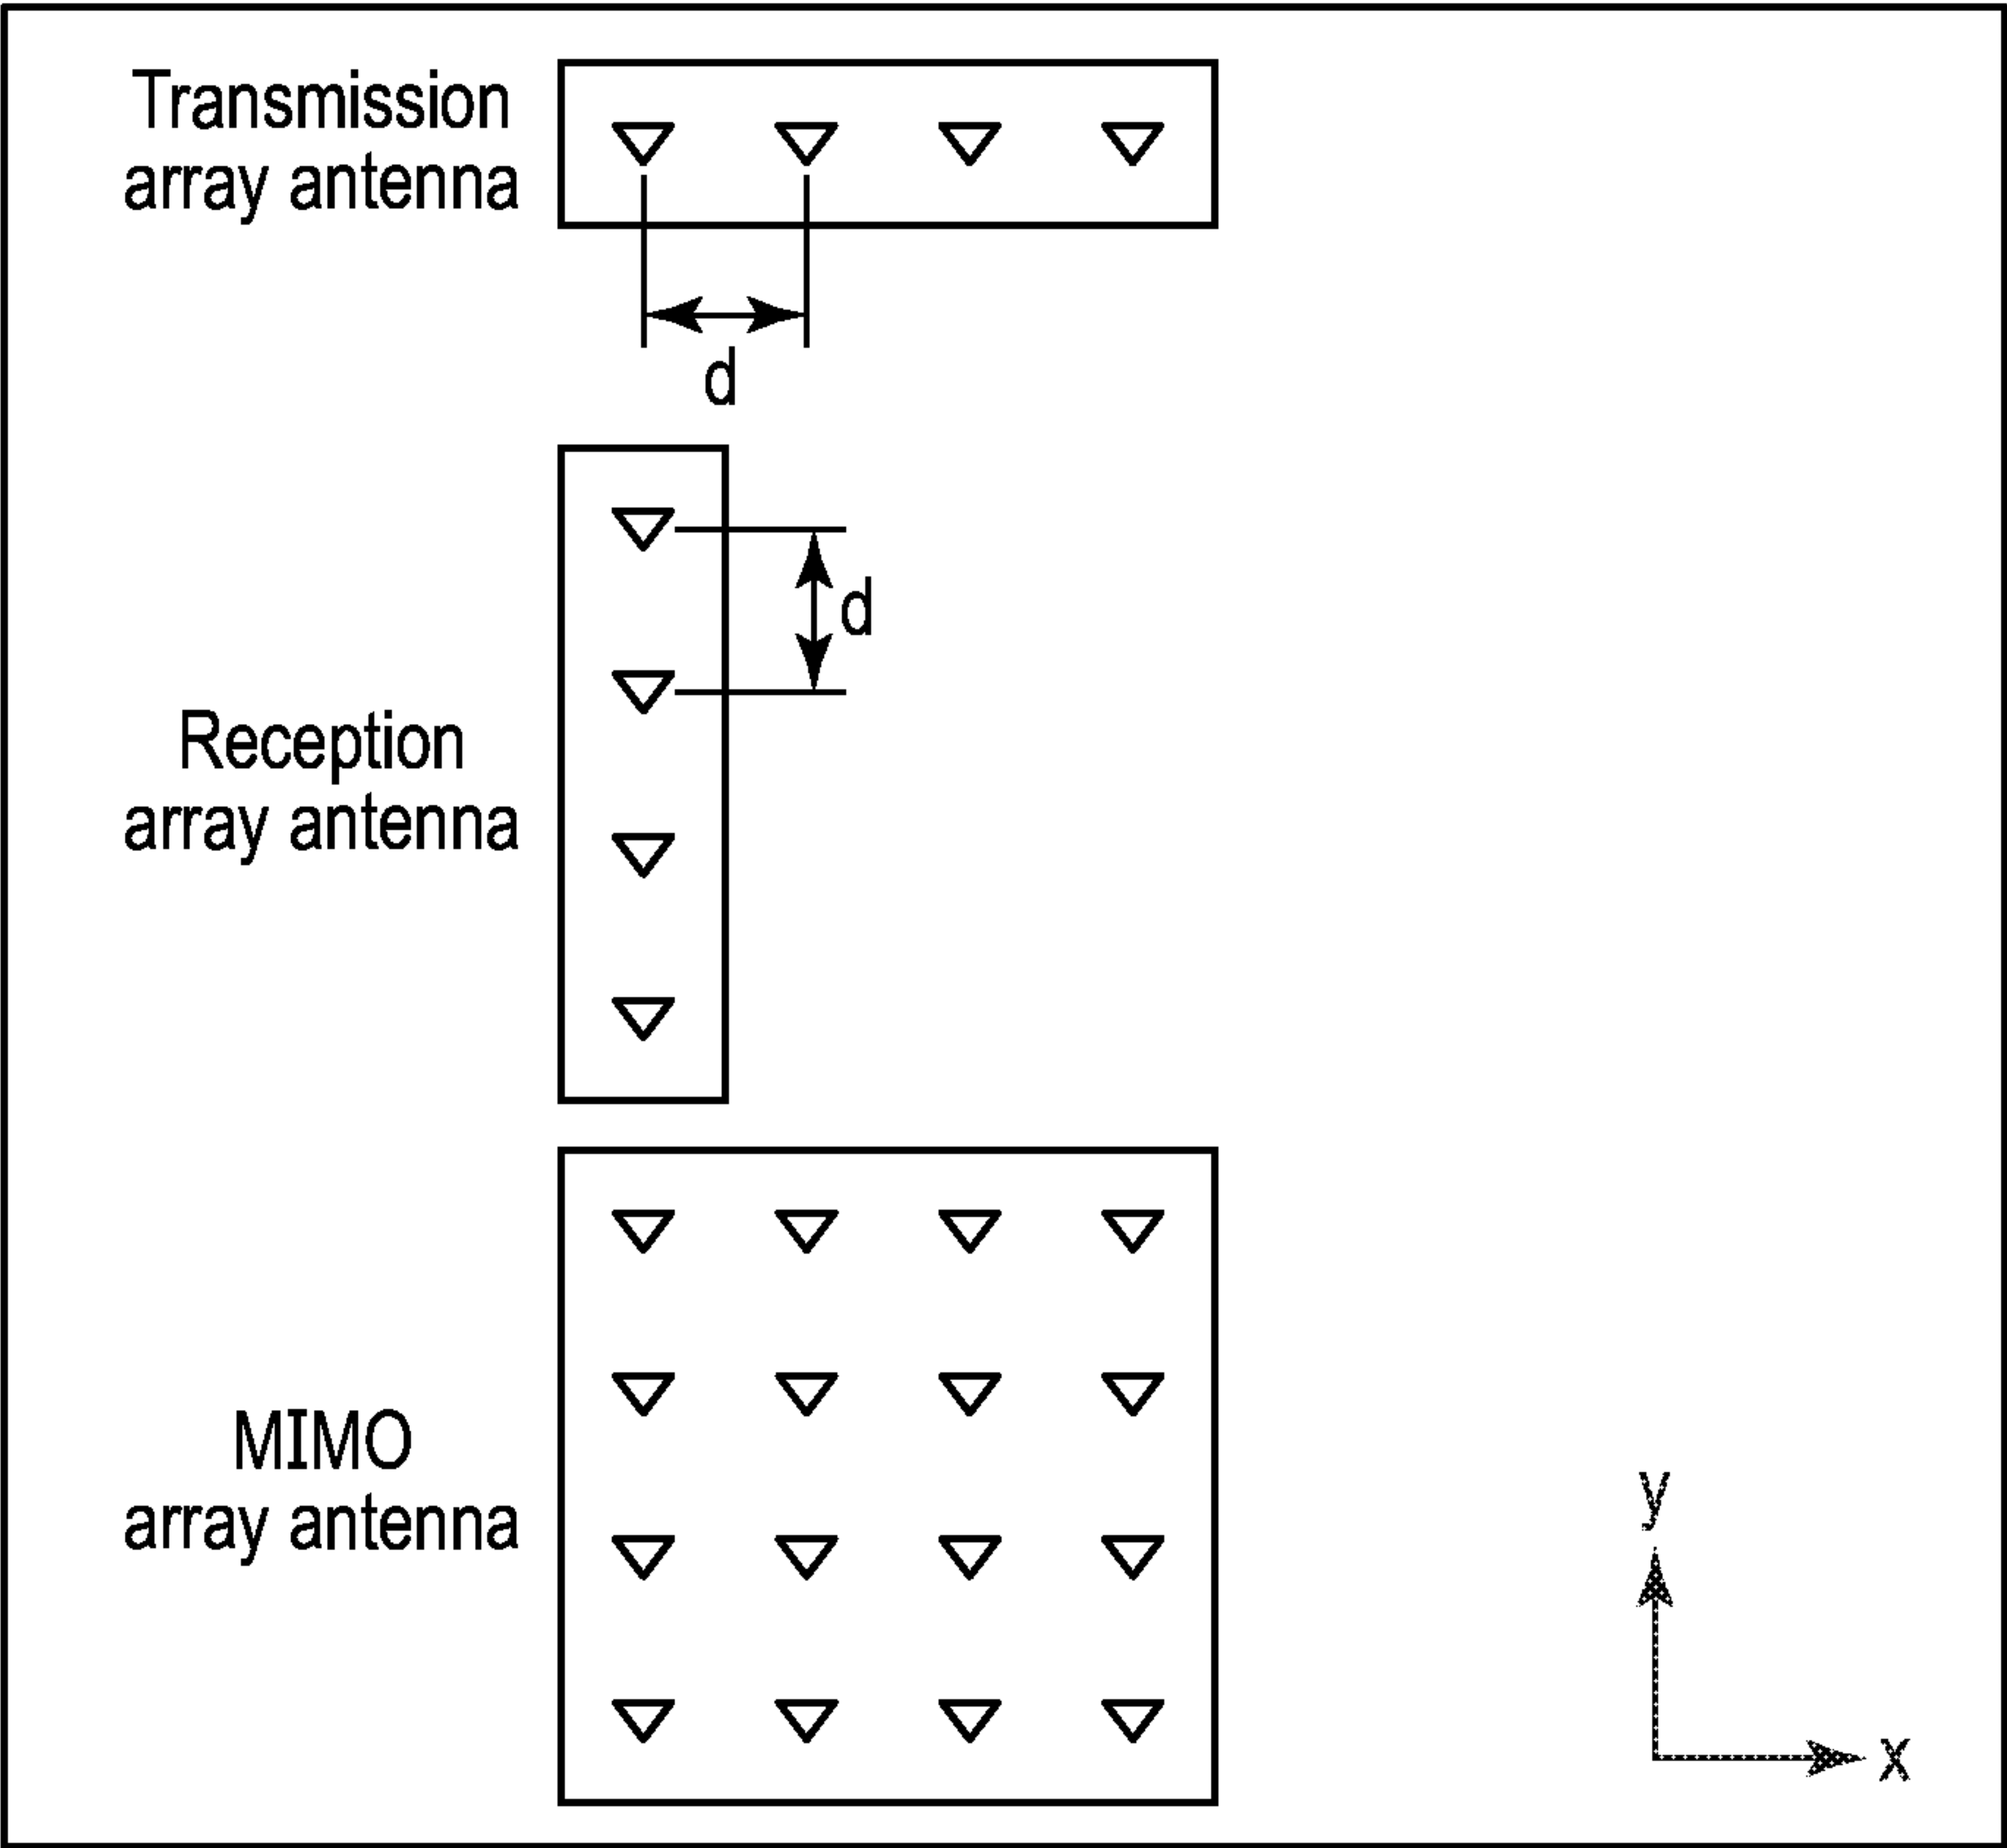 Transmission
array antenna
d
d
Reception
array antenna
MIMO
array antenna
y
x